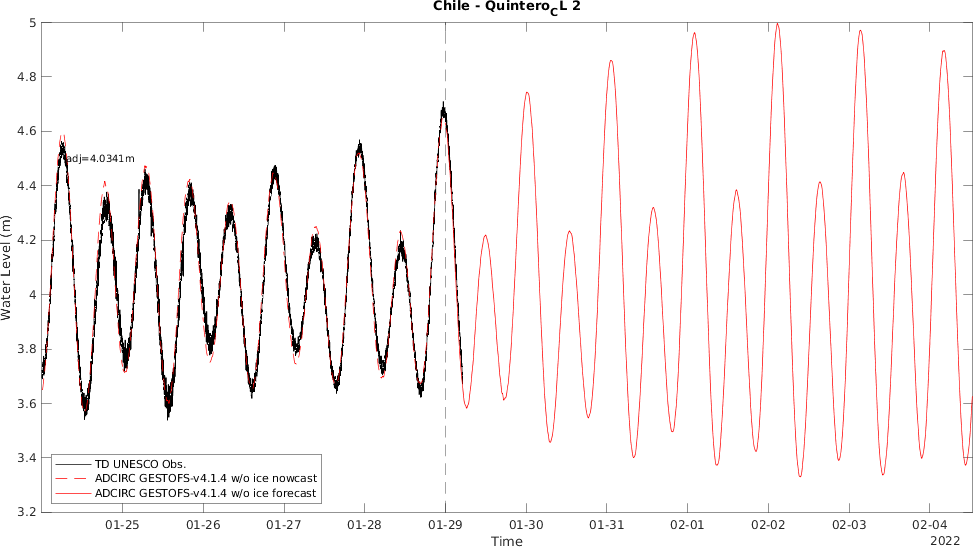 Chile - Quintero_CL 2
5
4.8
4.6
4.4
4.2
4
3.8
3.6
3.4
3.2
Water Level (m)
adj=4.0341m
TD UNESCO Obs.
ADCIRC GESTOFS-v4.1.4 w/o ice nowcast
ADCIRC GESTOFS-v4.1.4 w/o ice forecast
01-25 01-26 01-27 01-28 01-29 01-30 01-31 02-01 02-02 02-03 02-04
Time
2022